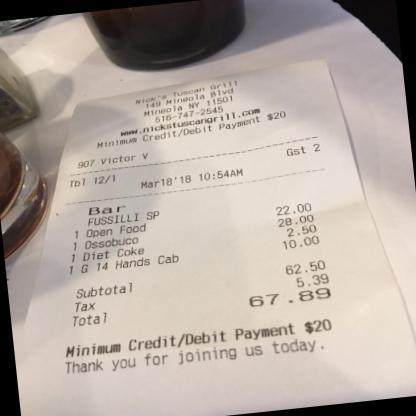 Nick's Tuscan Grill
149 Mineola Blvd
Mineola NY 11501
516-747-2545
www.nickstuscangrill.com
Minimum Credit/Debit Payment $20
907 Victor V
Tbl 12/1 Gst 2
Mar18'18 10:54AM
Bar
FUSSILLI SP
1 Open Food 22.00
1 Ossobuco 28.00
1 Diet Coke 2.50
1 G 14 Hands Cab 10.00
Subtotal 62.50
Tax 5.39
Total 67.89
Minimum Credit/Debit Payment $20
Thank you for joining us today.